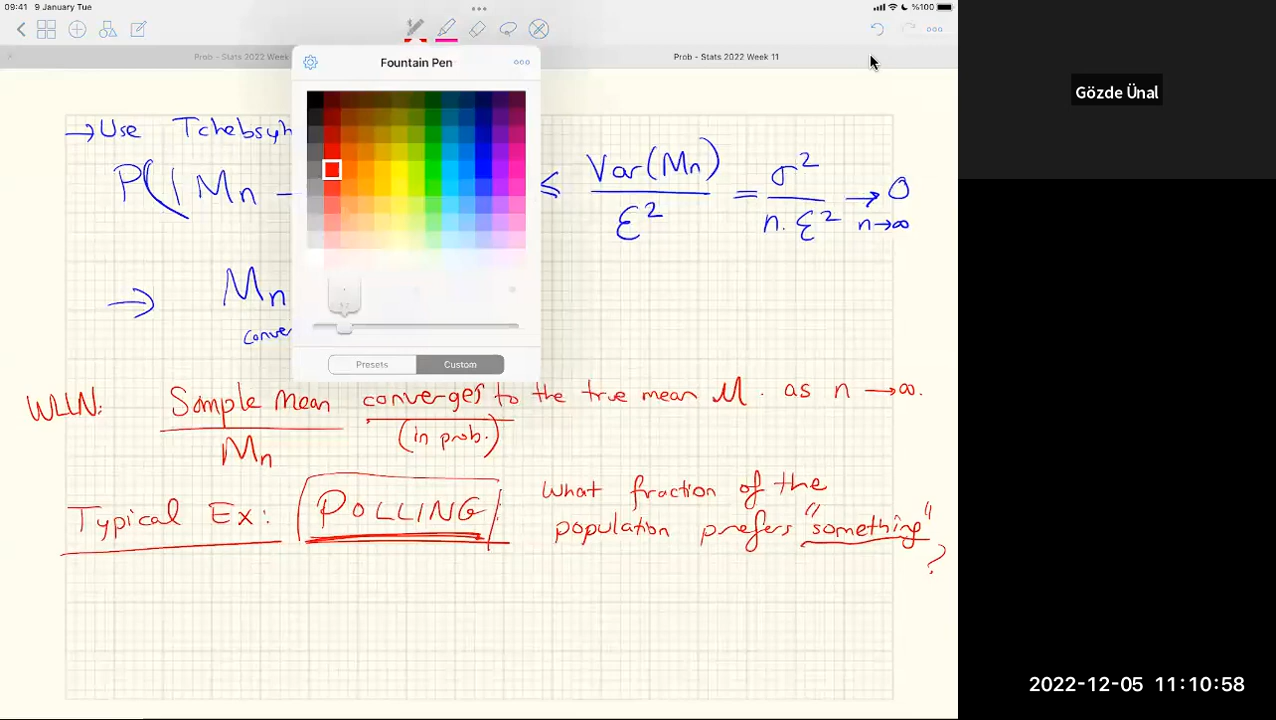 09:41 9 January Tue
%100
Prob - Stats 2022 Week
Prob - Stats 2022 Week 11
Fountain Pen
Gözde Ünal
→ Use Tchebsyh
P(|Mn - ≤ Var(Mn) / ε² = σ² / n.ε² → 0
n→∞
⇒ Mn
conve
Presets Custom
WLLN: Sample Mean converges to the true mean M. as n →∞.
Mn (in prob.)
Typical Ex: POLLING What fraction of the
population prefers "something"
?
2022-12-05 11:10:58